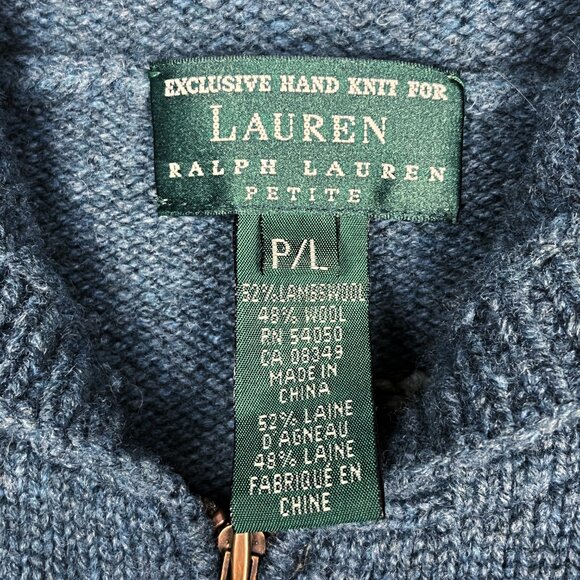 EXCLUSIVE HAND KNIT FOR
LAUREN
RALPH LAUREN
PETITE
P/L
52% LAMBSWOOL
48% WOOL
RN 54050
CA 08349
MADE IN
CHINA
52% LAINE
D'AGNEAU
48% LAINE
FABRIQUÉ EN
CHINE